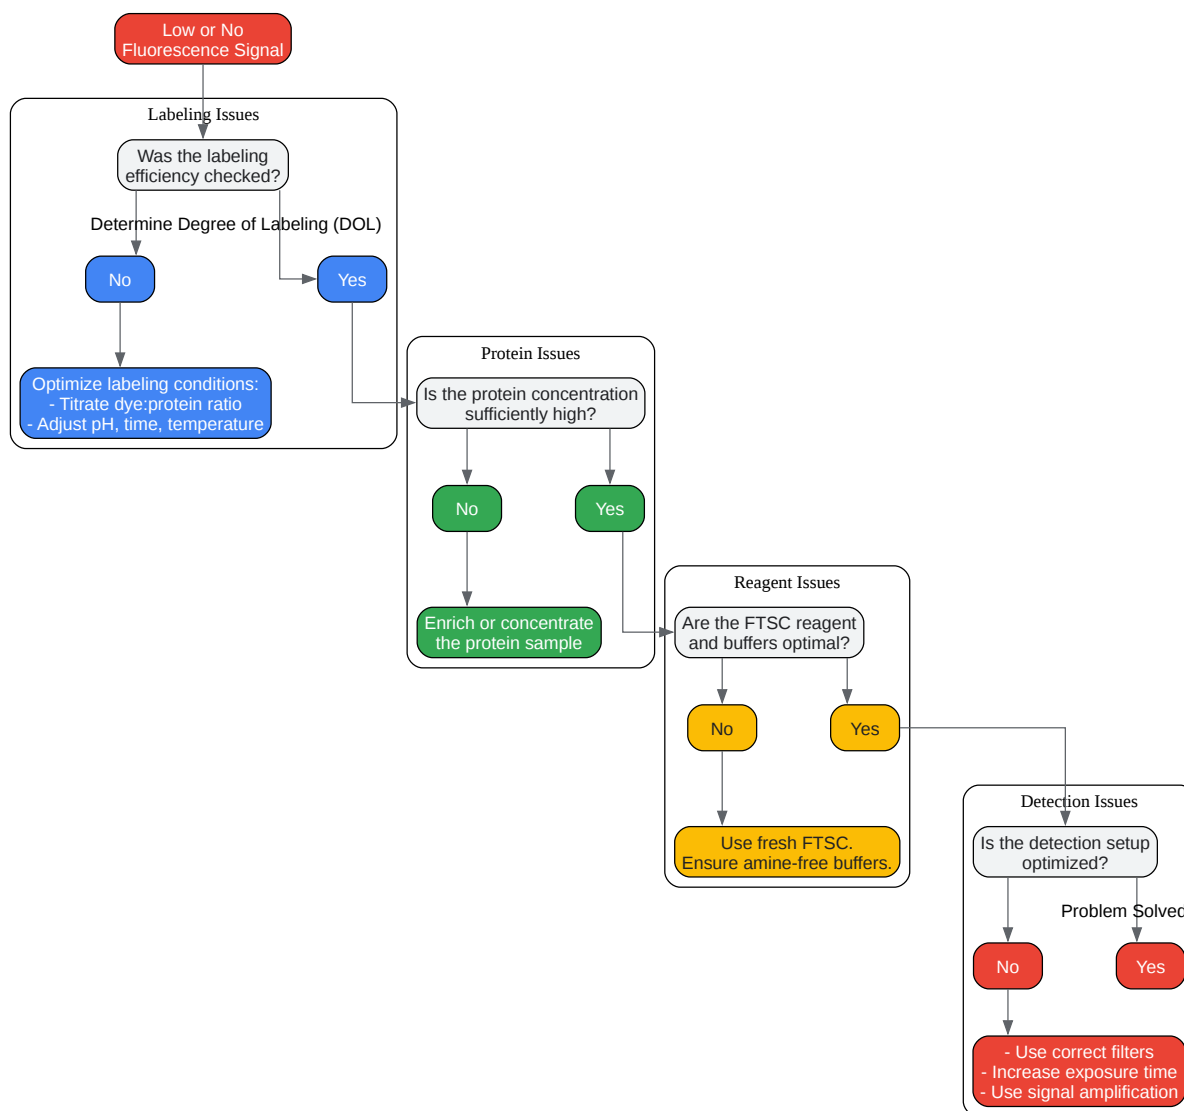 Low or No
Fluorescence Signal
Labeling Issues
Was the labeling
efficiency checked?
Determine Degree of Labeling (DOL)
No
Yes
Optimize labeling conditions:
- Titrate dye:protein ratio
- Adjust pH, time, temperature
Protein Issues
Is the protein concentration
sufficiently high?
No
Yes
Enrich or concentrate
the protein sample
Reagent Issues
Are the FTSC reagent
and buffers optimal?
No
Yes
Use fresh FTSC.
Ensure amine-free buffers.
Detection Issues
Is the detection setup
optimized?
Problem Solved
No
Yes
- Use correct filters
- Increase exposure time
- Use signal amplification